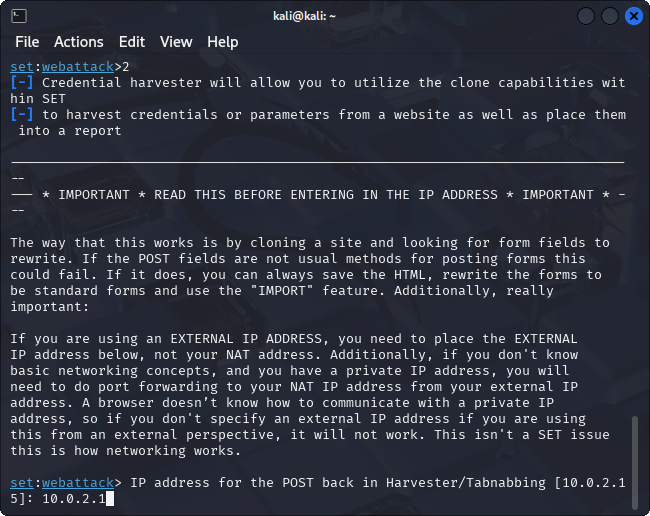 kali@kali: ~
File Actions Edit View Help
set:webattack>2
[-] Credential harvester will allow you to utilize the clone capabilities wit
hin SET
[-] to harvest credentials or parameters from a website as well as place them
 into a report
-------------------------------------------------------------------------------
--
--- * IMPORTANT * READ THIS BEFORE ENTERING IN THE IP ADDRESS * IMPORTANT * -
--
The way that this works is by cloning a site and looking for form fields to
rewrite. If the POST fields are not usual methods for posting forms this
could fail. If it does, you can always save the HTML, rewrite the forms to
be standard forms and use the "IMPORT" feature. Additionally, really
important:
If you are using an EXTERNAL IP ADDRESS, you need to place the EXTERNAL
IP address below, not your NAT address. Additionally, if you don't know
basic networking concepts, and you have a private IP address, you will
need to do port forwarding to your NAT IP address from your external IP
address. A browser doesn’t know how to communicate with a private IP
address, so if you don't specify an external IP address if you are using
this from an external perspective, it will not work. This isn't a SET issue
this is how networking works.
set:webattack> IP address for the POST back in Harvester/Tabnabbing [10.0.2.1
5]: 10.0.2.1